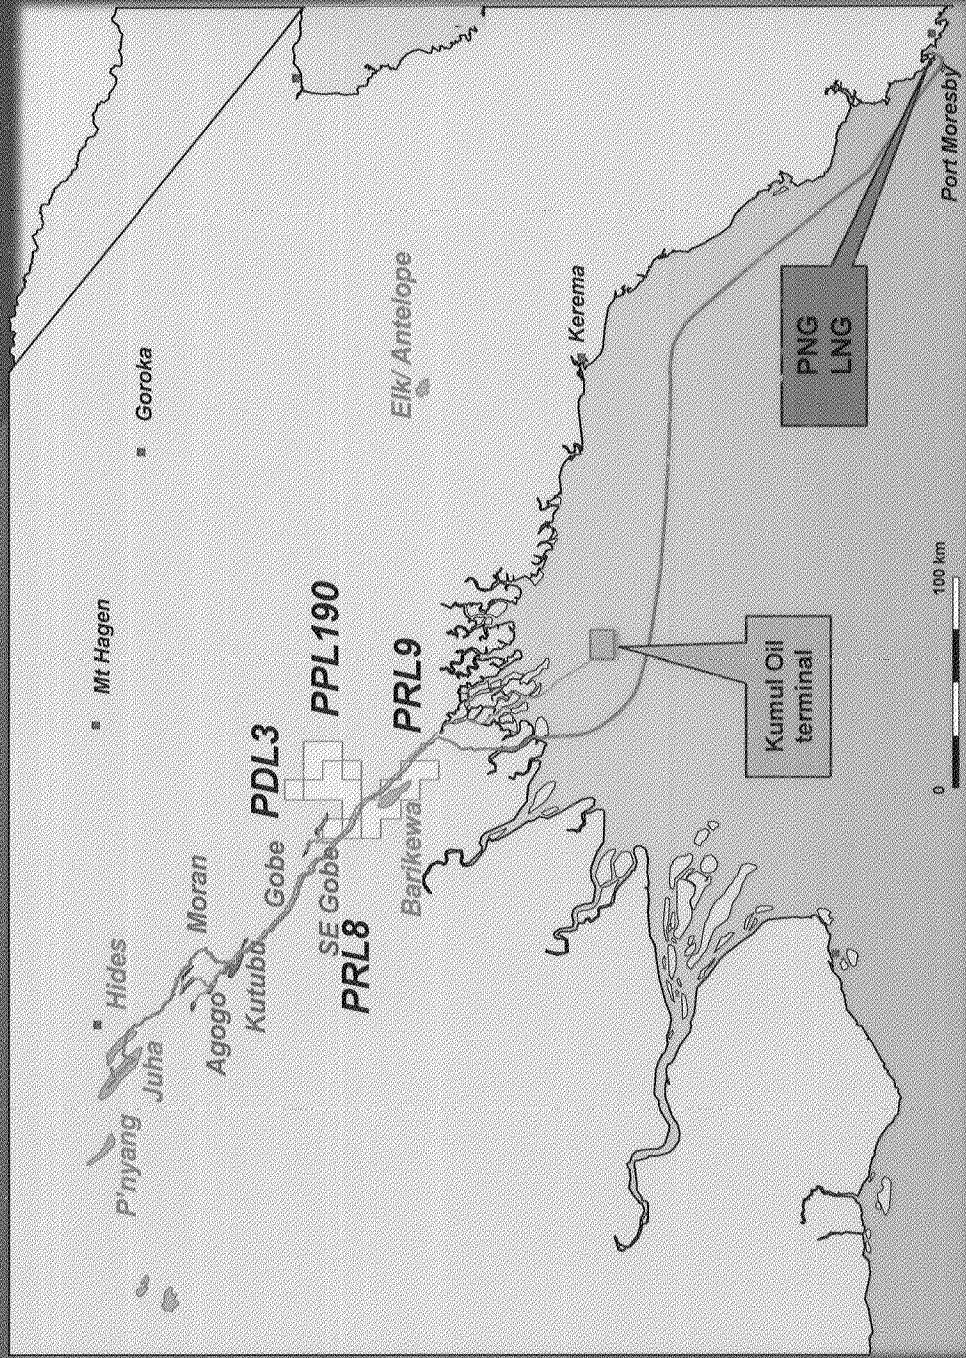 P'nyang
Juha
Hides
Agogo
Moran
Kutubu
Gobe
SE Gobe
Barikewa
PDL3
PPL190
PRL8
PRL9
Mt Hagen
Goroka
Elk/ Antelope
Kerema
Port Moresby
Kumul Oil
terminal
PNG
LNG
0
100 km